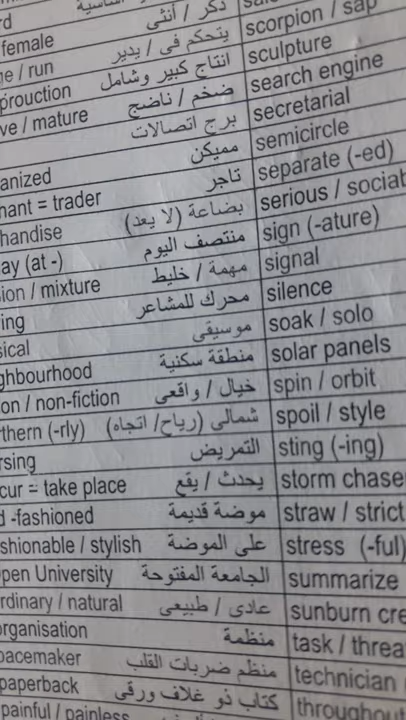 ذكر / أنثى
female يتحكم فى / يدير scorpion / sap
/ run انتاج كبير وشامل sculpture
prouction ضخم / ناضج search engine
/ mature برج اتصالات secretarial
مميكن semicircle
anized تاجر separate (-ed)
hant = trader بضاعة (لا يعد) serious / sociab
handise منتصف اليوم sign (-ature)
ay (at -) مهمة / خليط signal
ion / mixture محرك للمشاعر silence
ing موسيقى soak / solo
sical منطقة سكنية solar panels
ghbourhood خيال / واقعى spin / orbit
on / non-fiction شمالى (رياح/ اتجاه) spoil / style
thern (-rly) التمريض sting (-ing)
rsing يحدث / يقع storm chase
cur = take place موضة قديمة straw / strict
d -fashioned على الموضة stress (-ful)
shionable / stylish الجامعة المفتوحة summarize
pen University عادى / طبيعى sunburn cre
rdinary / natural منظمة task / threa
organisation منظم ضربات القلب technician
pacemaker كتاب ذو غلاف ورقى throughout
paperback
painful / painless